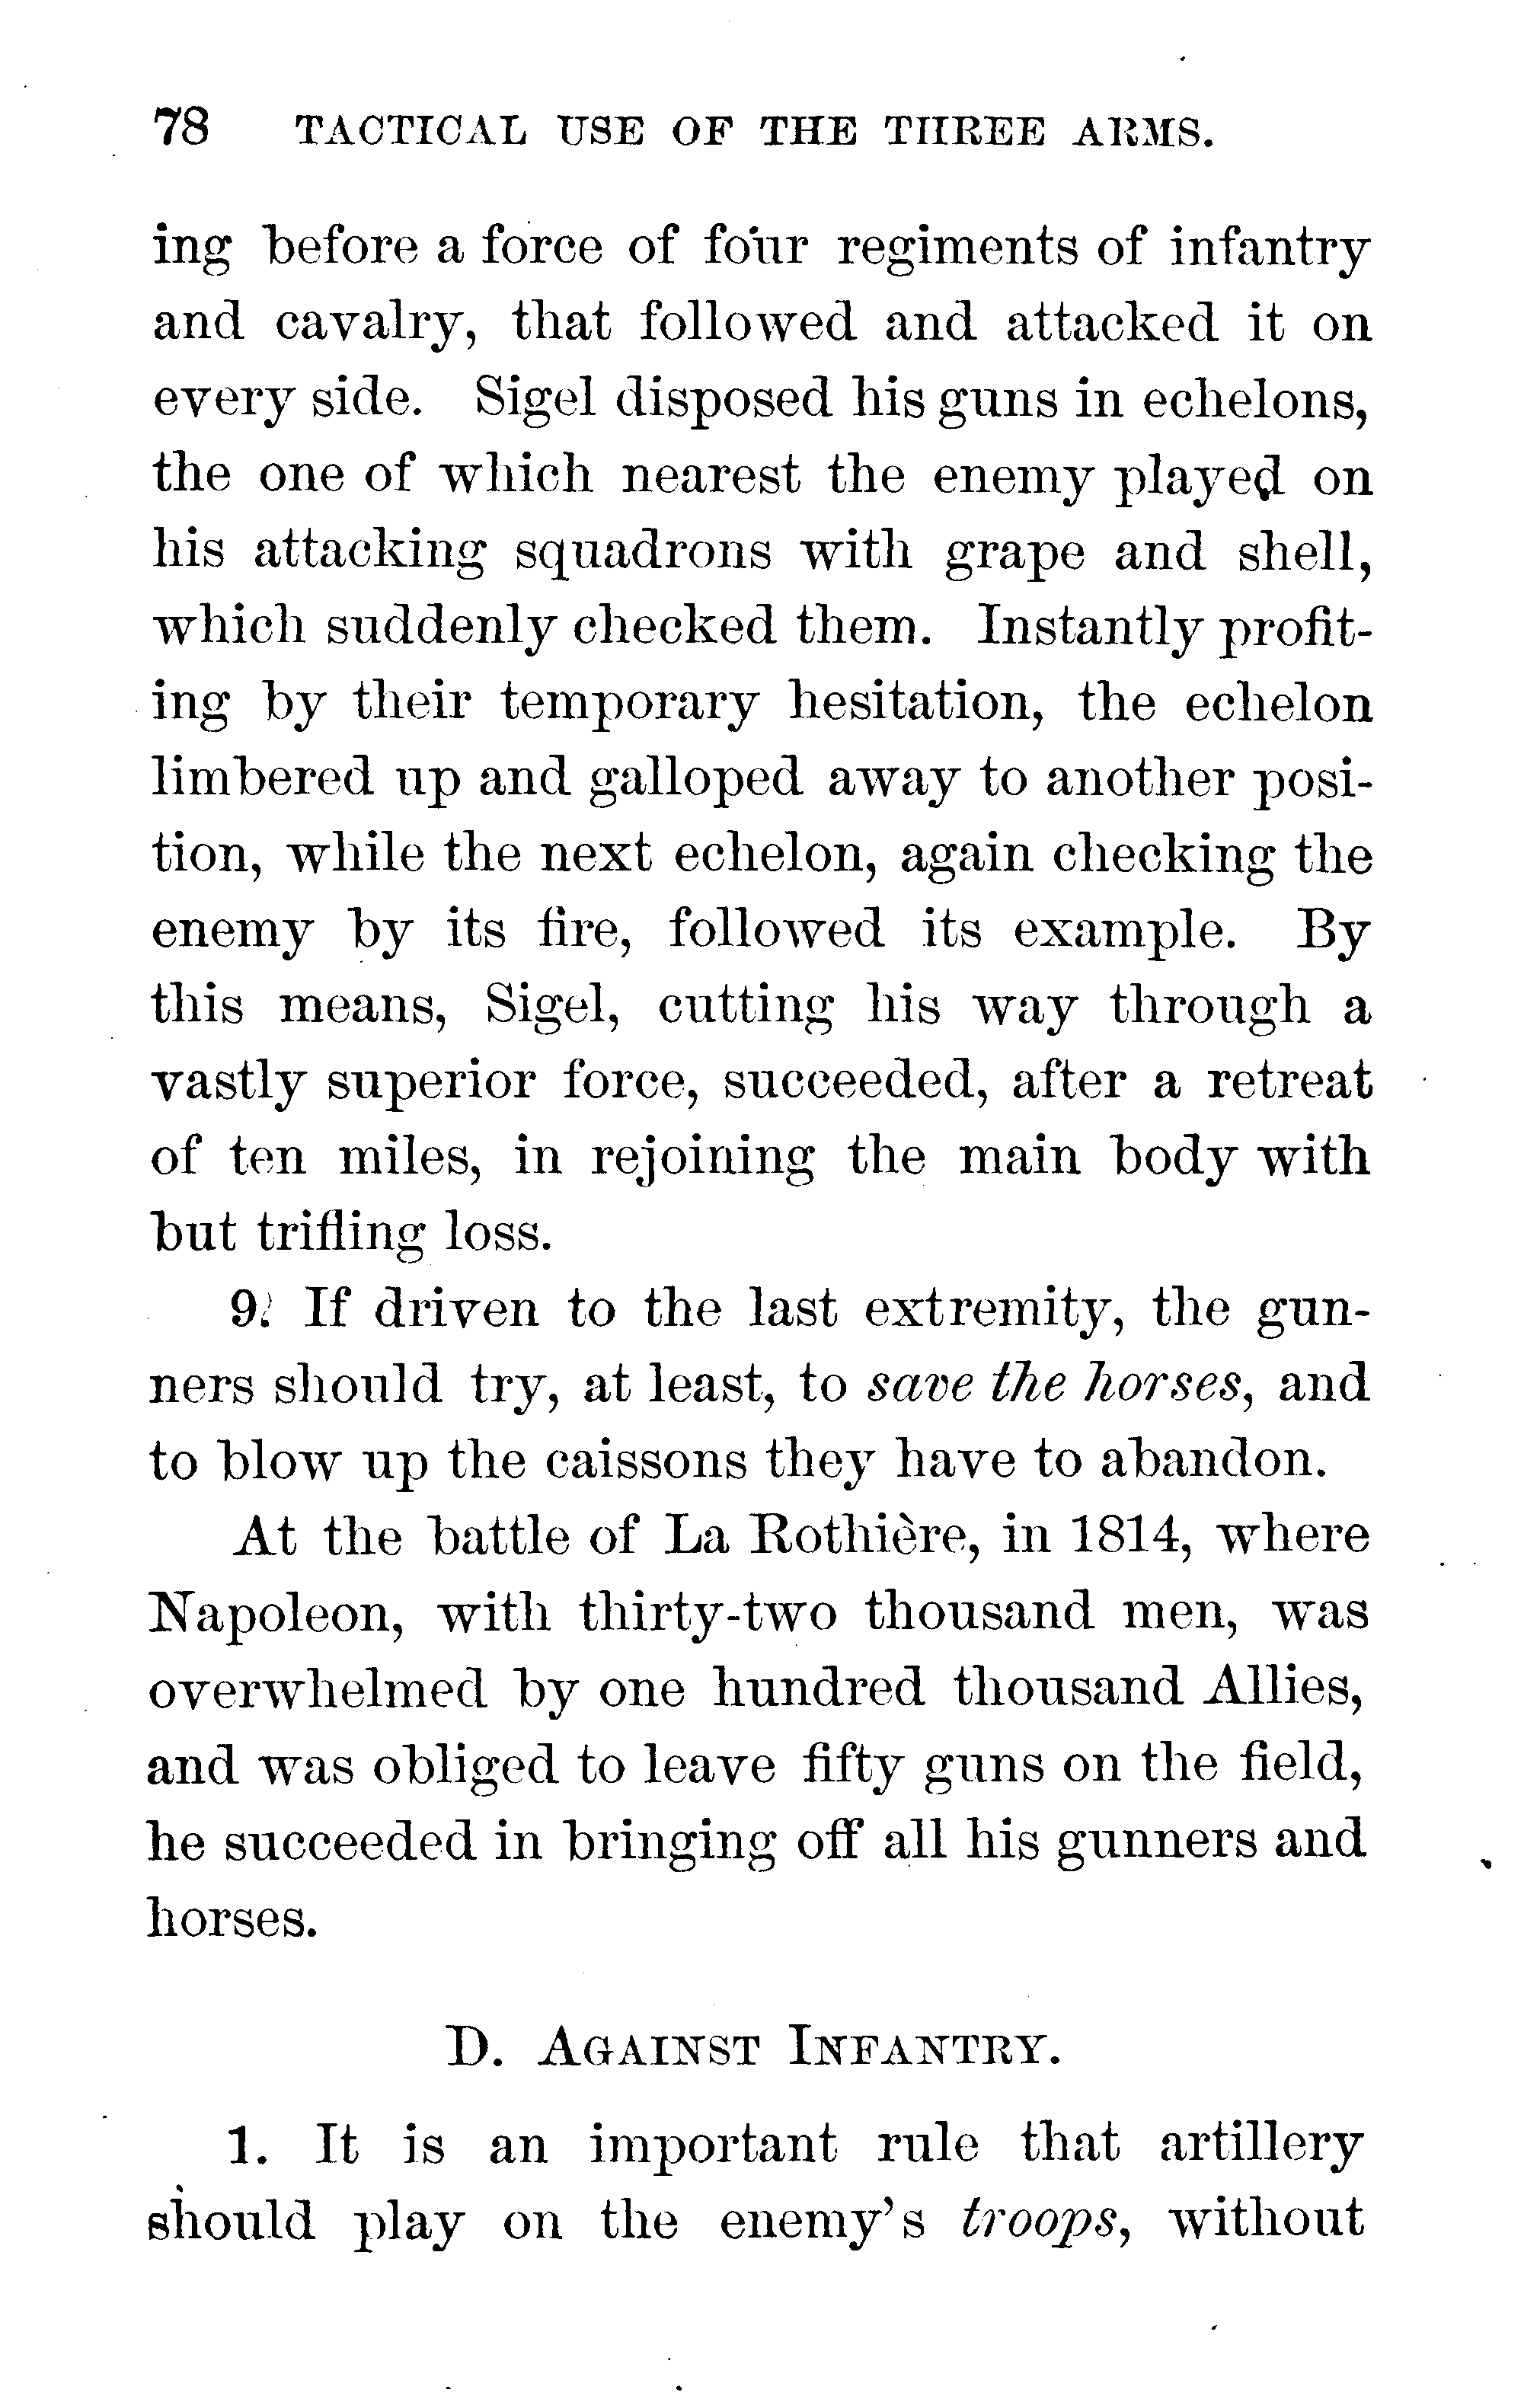 78 TACTICAL USE OF THE THREE ARMS.
ing before a force of four regiments of infantry
and cavalry, that followed and attacked it on
every side. Sigel disposed his guns in echelons,
the one of which nearest the enemy played on
his attacking squadrons with grape and shell,
which suddenly checked them. Instantly profit-
ing by their temporary hesitation, the echelon
limbered up and galloped away to another posi-
tion, while the next echelon, again checking the
enemy by its fire, followed its example. By
this means, Sigel, cutting his way through a
vastly superior force, succeeded, after a retreat
of ten miles, in rejoining the main body with
but trifling loss.
9. If driven to the last extremity, the gun-
ners should try, at least, to save the horses, and
to blow up the caissons they have to abandon.
At the battle of La Rothière, in 1814, where
Napoleon, with thirty-two thousand men, was
overwhelmed by one hundred thousand Allies,
and was obliged to leave fifty guns on the field,
he succeeded in bringing off all his gunners and
horses.
D. AGAINST INFANTRY.
1. It is an important rule that artillery
should play on the enemy's troops, without